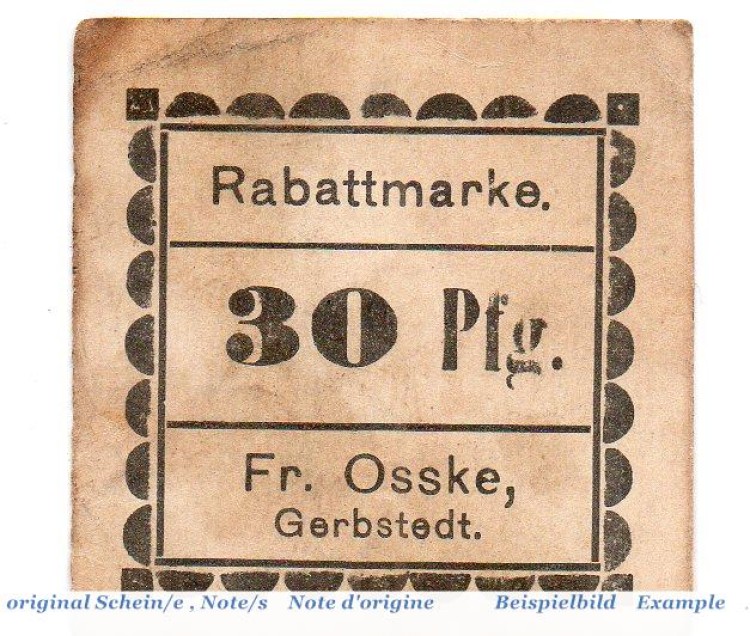 Rabattmarke.
30 Pfg.
Fr. Osske,
Gerbstedt.
original Schein/e , Note/s Note d'origine Beispielbild Example